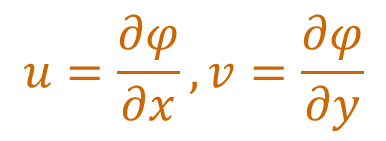 u = ∂φ/∂x , v = ∂φ/∂y